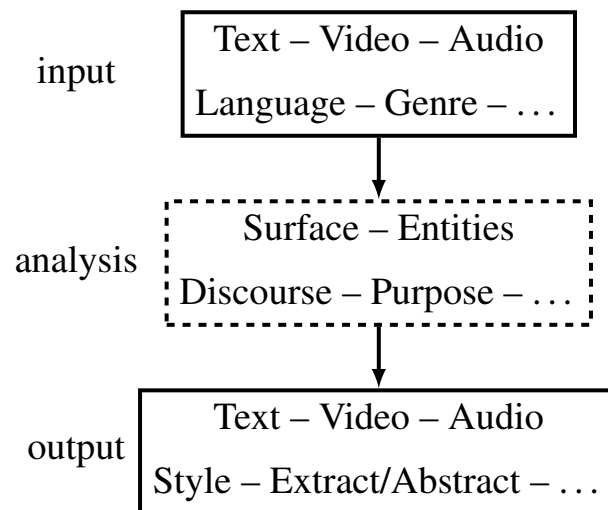 input
Text – Video – Audio
Language – Genre – …
analysis
Surface – Entities
Discourse – Purpose – …
output
Text – Video – Audio
Style – Extract/Abstract – …